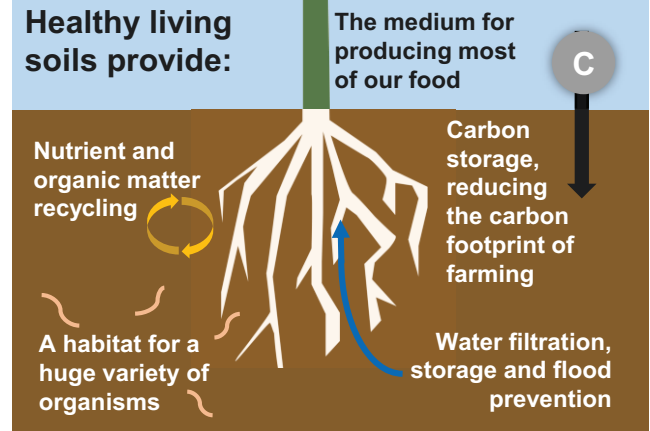 Healthy living
soils provide:
The medium for
producing most
of our food
C
Nutrient and
organic matter
recycling
Carbon
storage,
reducing
the carbon
footprint of
farming
A habitat for a
huge variety of
organisms
Water filtration,
storage and flood
prevention